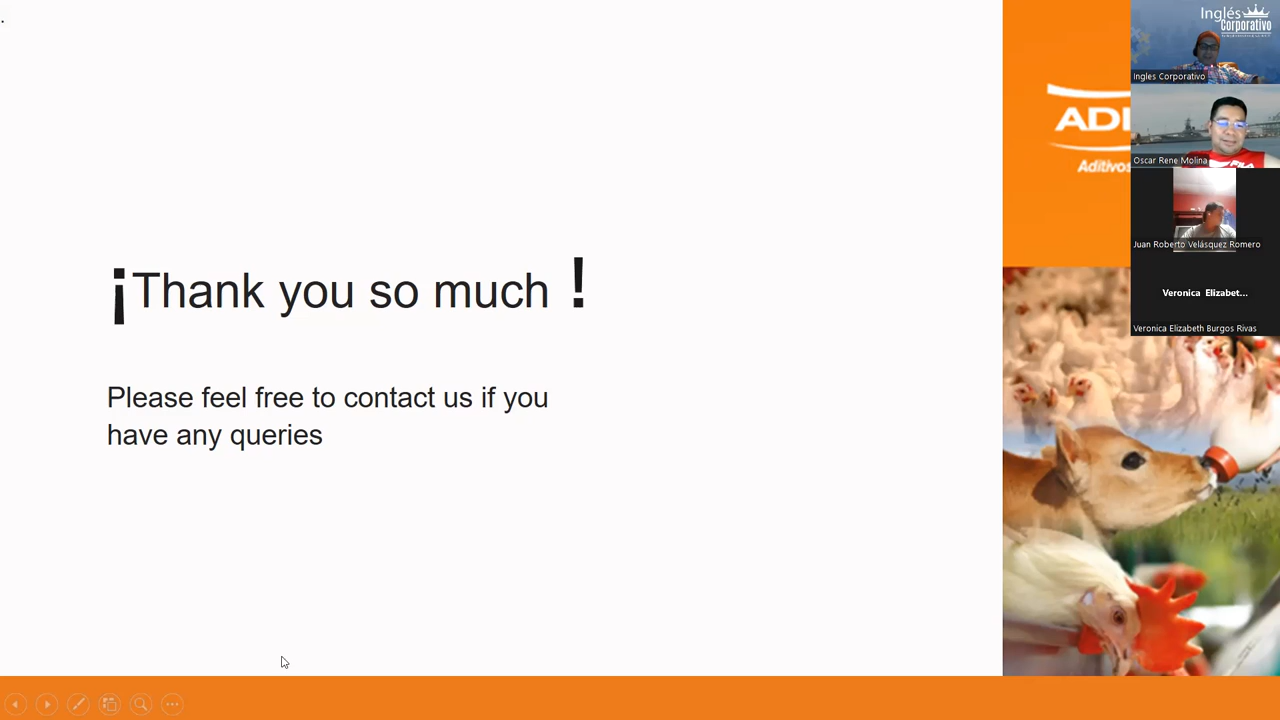 ¡Thank you so much !
Please feel free to contact us if you
have any queries
ADI
Aditivos
Inglés
Corporativo
Ingles Corporativo
Oscar Rene Molina
Juan Roberto Velásquez Romero
Veronica Elizabet...
Veronica Elizabeth Burgos Rivas